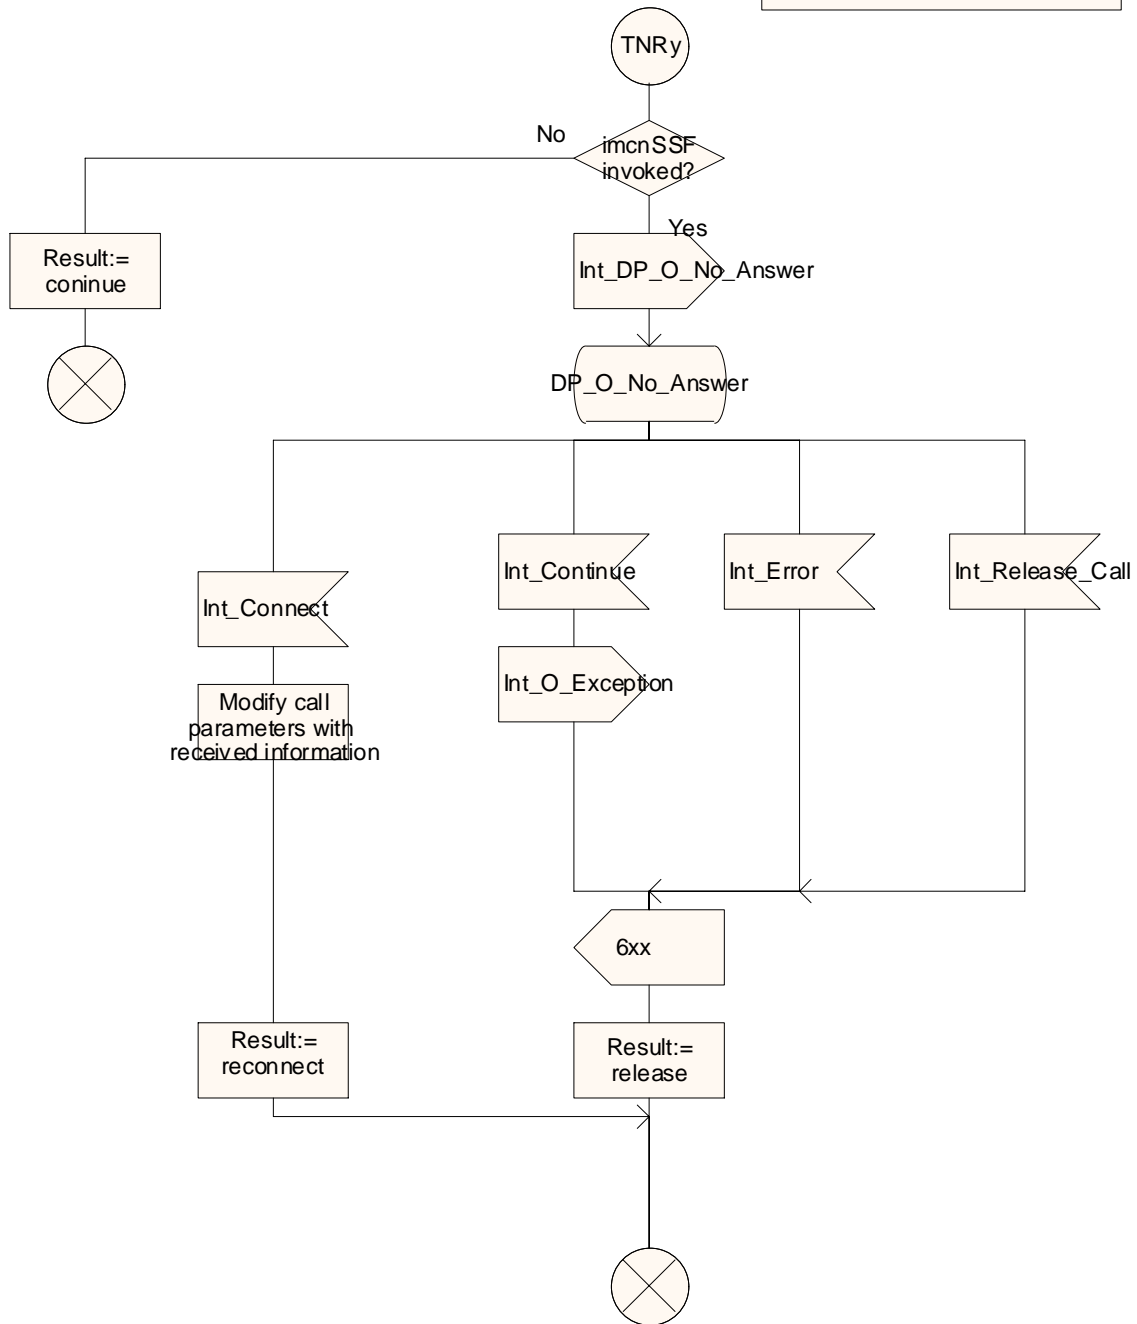 TNRy
No
imcnSSF
invoked?
Yes
Result:=
coninue
Int_DP_O_No_Answer
DP_O_No_Answer
Int_Connect
Int_Continue
Int_Error
Int_Release_Call
Modify call
parameters with
received information
Int_O_Exception
6xx
Result:=
reconnect
Result:=
release